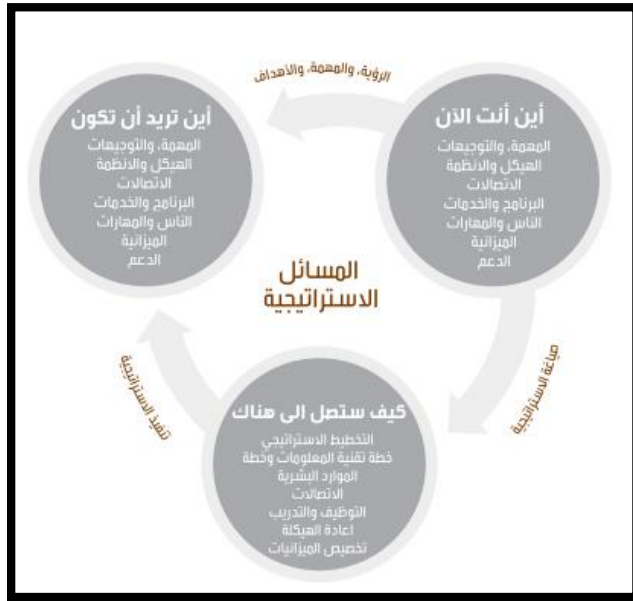 الرؤية، والمهمة، والأهداف
أين أنت الآن
المهمة، والتوجيهات
الهيكل والانظمة
الاتصالات
البرنامج والخدمات
الناس والمهارات
الميزانية
الدعم
أين تريد أن تكون
المهمة، والتوجيهات
الهيكل والانظمة
الاتصالات
البرنامج والخدمات
الناس والمهارات
الميزانية
الدعم
المسائل
الاستراتيجية
صياغة الاستراتيجية
تنفيذ الاستراتيجية
كيف ستصل الى هناك
التخطيط الاستراتيجي
خطة تقنية المعلومات وخطة
الموارد البشرية
الاتصالات
التوظيف والتدريب
اعادة الهيكلة
تخصيص الميزانيات